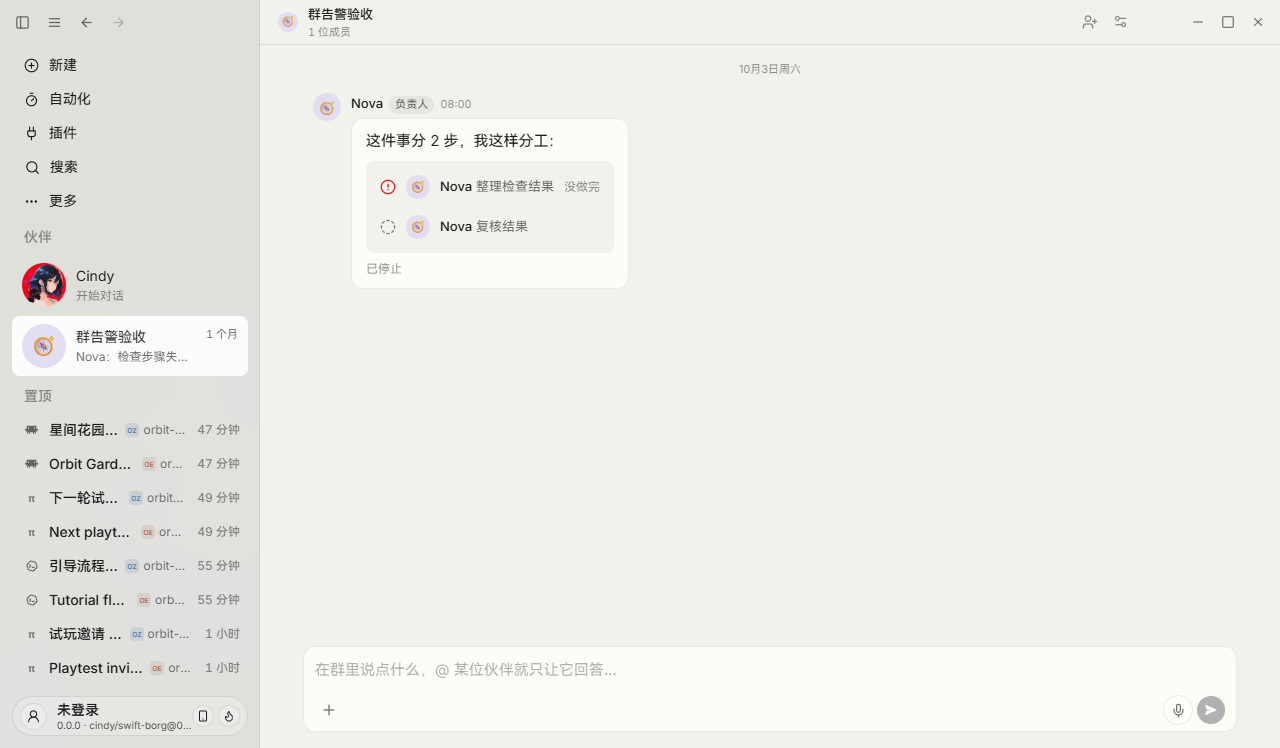 新建
自动化
插件
搜索
更多
伙伴
Cindy
开始对话
群告警验收
1 个月
Nova：检查步骤失…
置顶
星间花园… OZ orbit-… 47 分钟
Orbit Gard… OE or… 47 分钟
π 下一轮试… OZ orbit… 49 分钟
π Next playt… OE or… 49 分钟
引导流程… OZ orbit-… 55 分钟
Tutorial fl… OE orb… 55 分钟
π 试玩邀请 … OZ orbit-… 1 小时
π Playtest invi… OE or… 1 小时
未登录
0.0.0 · cindy/swift-borg@0…
群告警验收
1 位成员
10月3日周六
Nova 负责人 08:00
这件事分 2 步，我这样分工：
Nova 整理检查结果 没做完
Nova 复核结果
已停止
在群里说点什么，@ 某位伙伴就只让它回答…